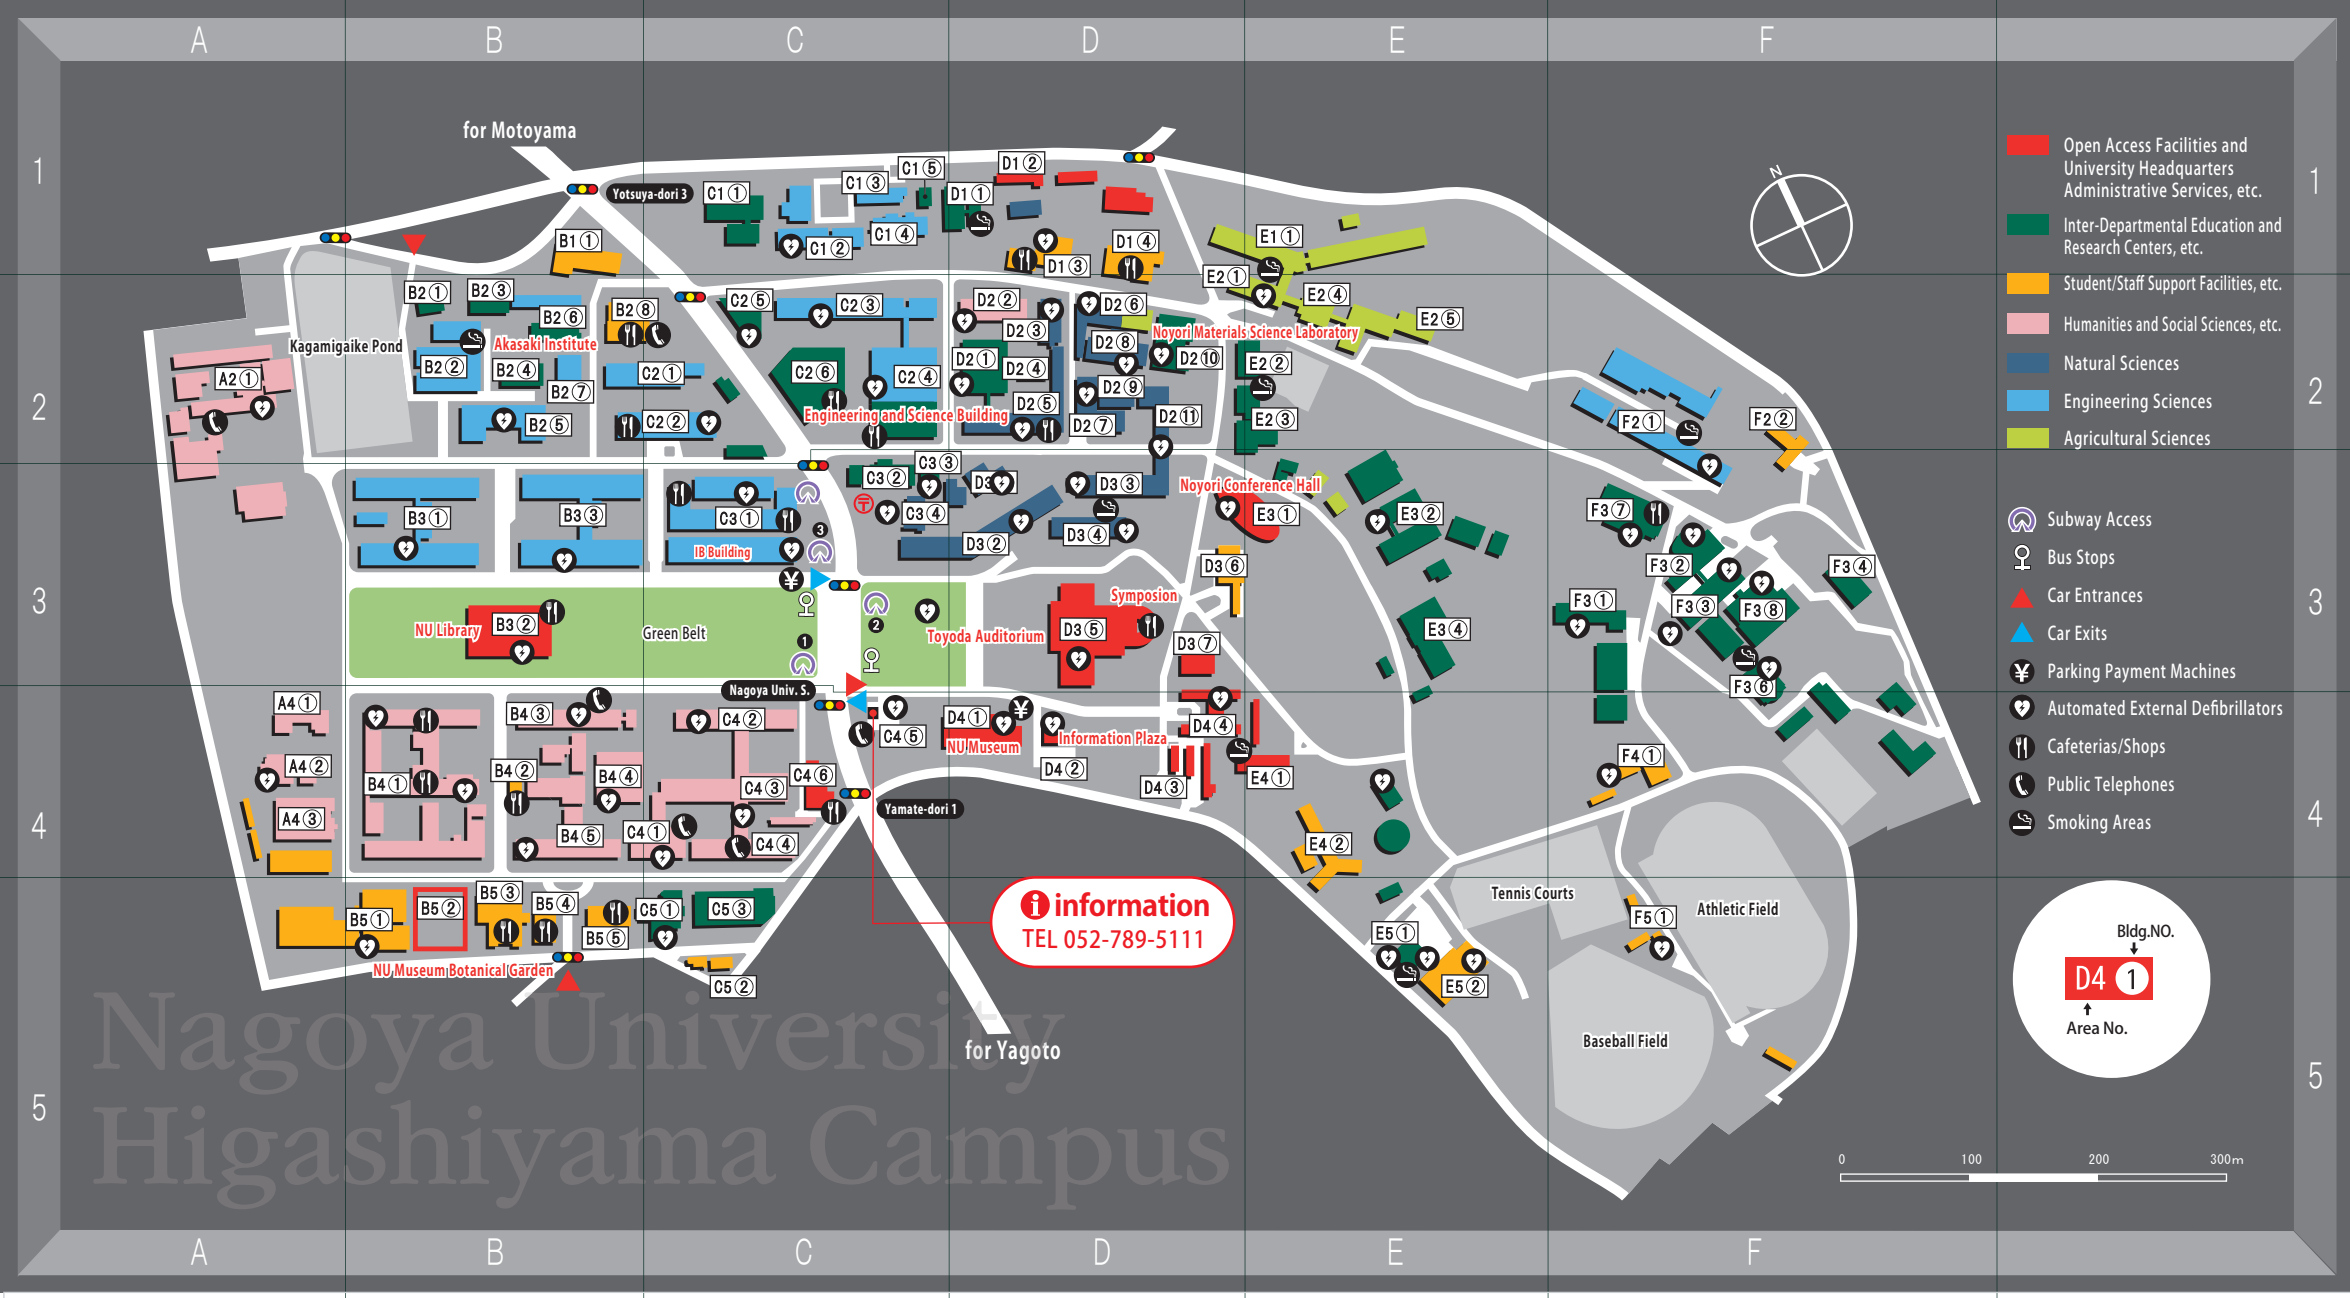 A B C D E F
1
2
3
4
5
1
2
3
4
5
A B C D E F
for Motoyama
Yotsuya-dori 3
C1① C1③ C1⑤ D1① D1②
B1① C1② C1④ D1③ D1④ E1①
B2① B2③ B2⑧ C2⑤ C2③ D2② D2⑥ E2① E2④ E2⑤
B2⑥ D2③ D2⑧
Kagamigaike Pond
Akasaki Institute
Noyori Materials Science Laboratory
A2① B2② B2④ B2⑦ C2① C2⑥ C2④ D2① D2④ D2⑨ D2⑩ E2②
Engineering and Science Building
B2⑤ C2② D2⑤ D2⑦ D2⑪ E2③ F2① F2②
C3② C3③ D3 D3③
Noyori Conference Hall
B3① B3③ C3① C3④ D3② D3④ E3① E3② F3⑦
IB Building
3
D3⑥ F3② F3④
〒
NU Library
B3②
Green Belt
1
2
Toyoda Auditorium
Symposion
D3⑤ D3⑦ E3④ F3① F3③ F3⑧ F3⑥
Nagoya Univ. S.
A4① B4③ C4② C4⑤ D4①
NU Museum
Information Plaza
D4④ D4② D4③ E4① F4①
A4② B4① B4② B4④ C4③ C4⑥
Yamate-dori 1
A4③ B4⑤ C4① C4④ E4②
B5① B5② B5③ B5④ B5⑤ C5① C5③ C5②
NU Museum Botanical Garden
information
TEL 052-789-5111
Tennis Courts
Athletic Field
F5①
E5① E5②
Baseball Field
for Yagoto
Nagoya University
Higashiyama Campus
N
Open Access Facilities and
University Headquarters
Administrative Services, etc.
Inter-Departmental Education and
Research Centers, etc.
Student/Staff Support Facilities, etc.
Humanities and Social Sciences, etc.
Natural Sciences
Engineering Sciences
Agricultural Sciences
Subway Access
Bus Stops
Car Entrances
Car Exits
¥ Parking Payment Machines
Automated External Defibrillators
Cafeterias/Shops
Public Telephones
Smoking Areas
Bldg.NO.
D4 ①
Area No.
0 100 200 300m